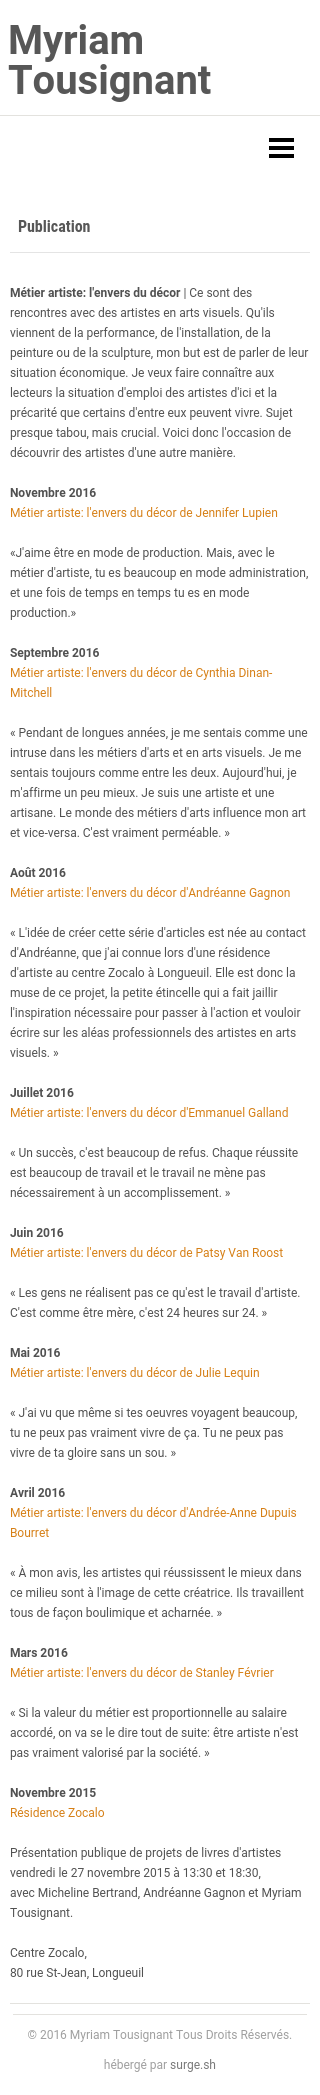 Myriam
Tousignant
Publication
Métier artiste: l'envers du décor | Ce sont des
rencontres avec des artistes en arts visuels. Qu'ils
viennent de la performance, de l'installation, de la
peinture ou de la sculpture, mon but est de parler de leur
situation économique. Je veux faire connaître aux
lecteurs la situation d'emploi des artistes d'ici et la
précarité que certains d'entre eux peuvent vivre. Sujet
presque tabou, mais crucial. Voici donc l'occasion de
découvrir des artistes d'une autre manière.
Novembre 2016
Métier artiste: l'envers du décor de Jennifer Lupien
«J'aime être en mode de production. Mais, avec le
métier d'artiste, tu es beaucoup en mode administration,
et une fois de temps en temps tu es en mode
production.»
Septembre 2016
Métier artiste: l'envers du décor de Cynthia Dinan-
Mitchell
« Pendant de longues années, je me sentais comme une
intruse dans les métiers d'arts et en arts visuels. Je me
sentais toujours comme entre les deux. Aujourd'hui, je
m'affirme un peu mieux. Je suis une artiste et une
artisane. Le monde des métiers d'arts influence mon art
et vice-versa. C'est vraiment perméable. »
Août 2016
Métier artiste: l'envers du décor d'Andréanne Gagnon
« L'idée de créer cette série d'articles est née au contact
d'Andréanne, que j'ai connue lors d'une résidence
d'artiste au centre Zocalo à Longueuil. Elle est donc la
muse de ce projet, la petite étincelle qui a fait jaillir
l'inspiration nécessaire pour passer à l'action et vouloir
écrire sur les aléas professionnels des artistes en arts
visuels. »
Juillet 2016
Métier artiste: l'envers du décor d'Emmanuel Galland
« Un succès, c'est beaucoup de refus. Chaque réussite
est beaucoup de travail et le travail ne mène pas
nécessairement à un accomplissement. »
Juin 2016
Métier artiste: l'envers du décor de Patsy Van Roost
« Les gens ne réalisent pas ce qu'est le travail d'artiste.
C'est comme être mère, c'est 24 heures sur 24. »
Mai 2016
Métier artiste: l'envers du décor de Julie Lequin
« J'ai vu que même si tes oeuvres voyagent beaucoup,
tu ne peux pas vraiment vivre de ça. Tu ne peux pas
vivre de ta gloire sans un sou. »
Avril 2016
Métier artiste: l'envers du décor d'Andrée-Anne Dupuis
Bourret
« À mon avis, les artistes qui réussissent le mieux dans
ce milieu sont à l'image de cette créatrice. Ils travaillent
tous de façon boulimique et acharnée. »
Mars 2016
Métier artiste: l'envers du décor de Stanley Février
« Si la valeur du métier est proportionnelle au salaire
accordé, on va se le dire tout de suite: être artiste n'est
pas vraiment valorisé par la société. »
Novembre 2015
Résidence Zocalo
Présentation publique de projets de livres d'artistes
vendredi le 27 novembre 2015 à 13:30 et 18:30,
avec Micheline Bertrand, Andréanne Gagnon et Myriam
Tousignant.
Centre Zocalo,
80 rue St-Jean, Longueuil
© 2016 Myriam Tousignant Tous Droits Réservés.
hébergé par surge.sh